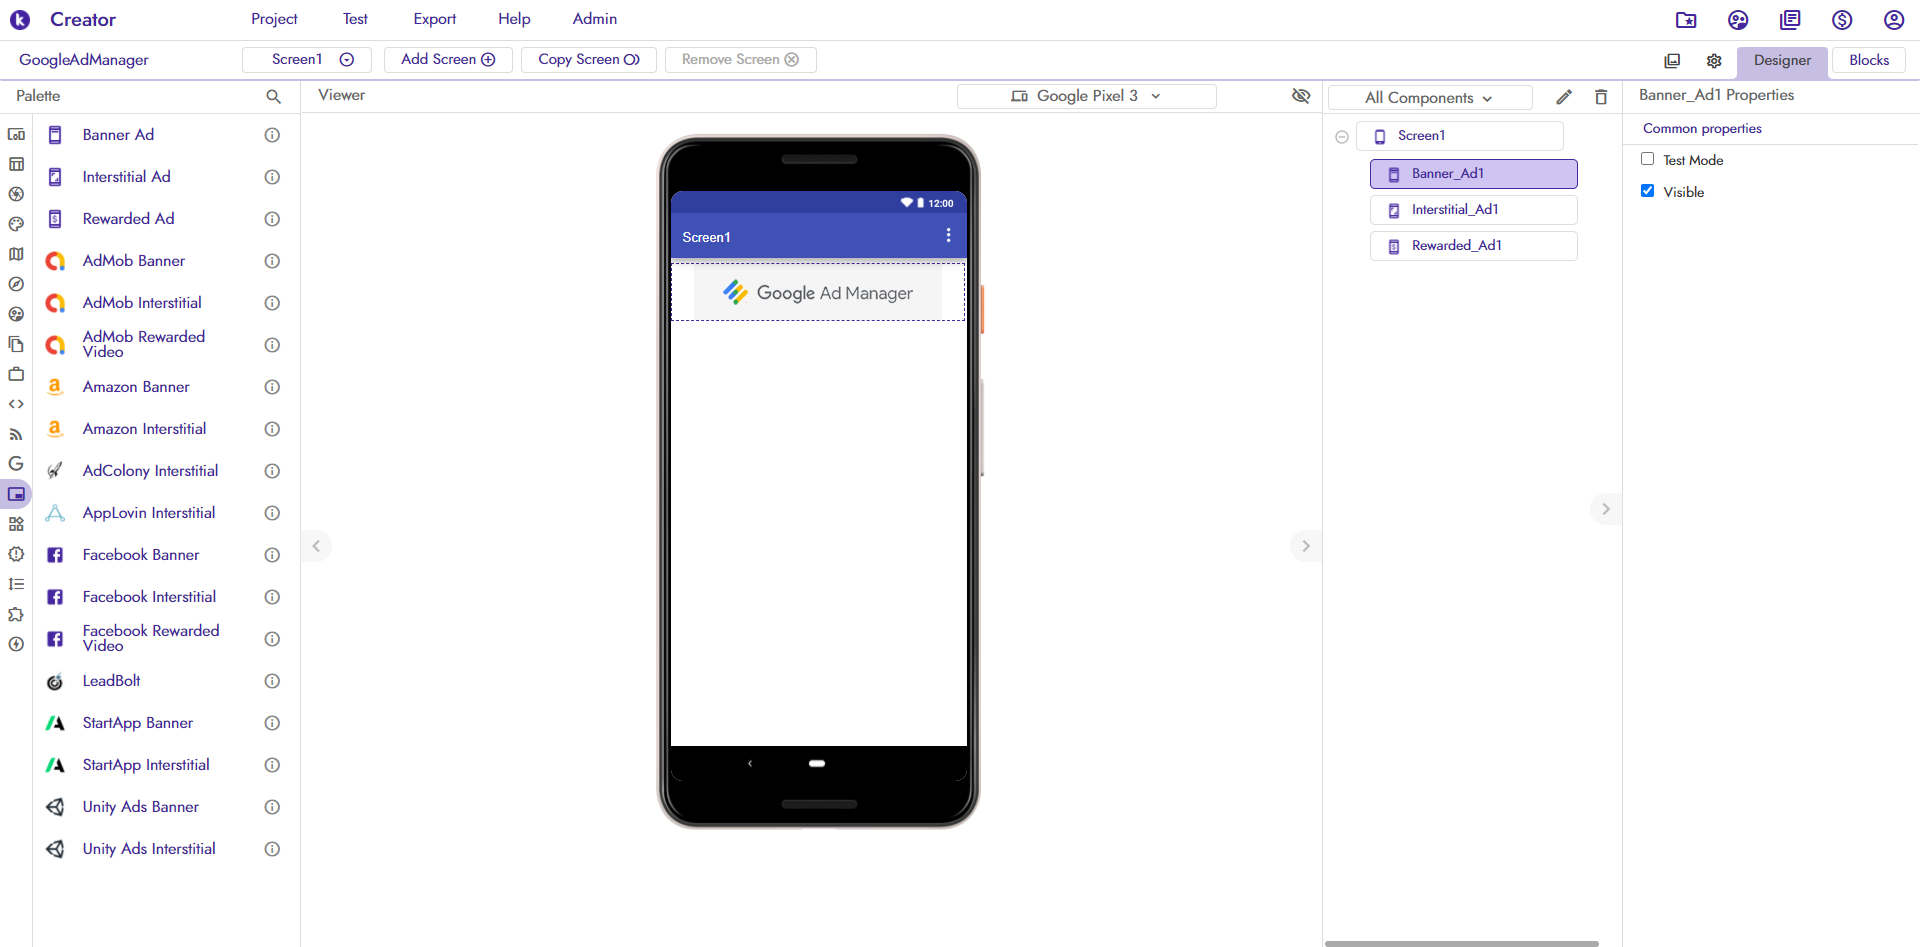 Creator
Project
Test
Export
Help
Admin
GoogleAdManager
Screen1
Add Screen
Copy Screen
Remove Screen
Designer
Blocks
Palette
Banner Ad
Interstitial Ad
Rewarded Ad
AdMob Banner
AdMob Interstitial
AdMob Rewarded
Video
Amazon Banner
Amazon Interstitial
AdColony Interstitial
AppLovin Interstitial
Facebook Banner
Facebook Interstitial
Facebook Rewarded
Video
LeadBolt
StartApp Banner
StartApp Interstitial
Unity Ads Banner
Unity Ads Interstitial
Viewer
Google Pixel 3
12:00
Screen1
Google Ad Manager
All Components
Screen1
Banner_Ad1
Interstitial_Ad1
Rewarded_Ad1
Banner_Ad1 Properties
Common properties
Test Mode
Visible